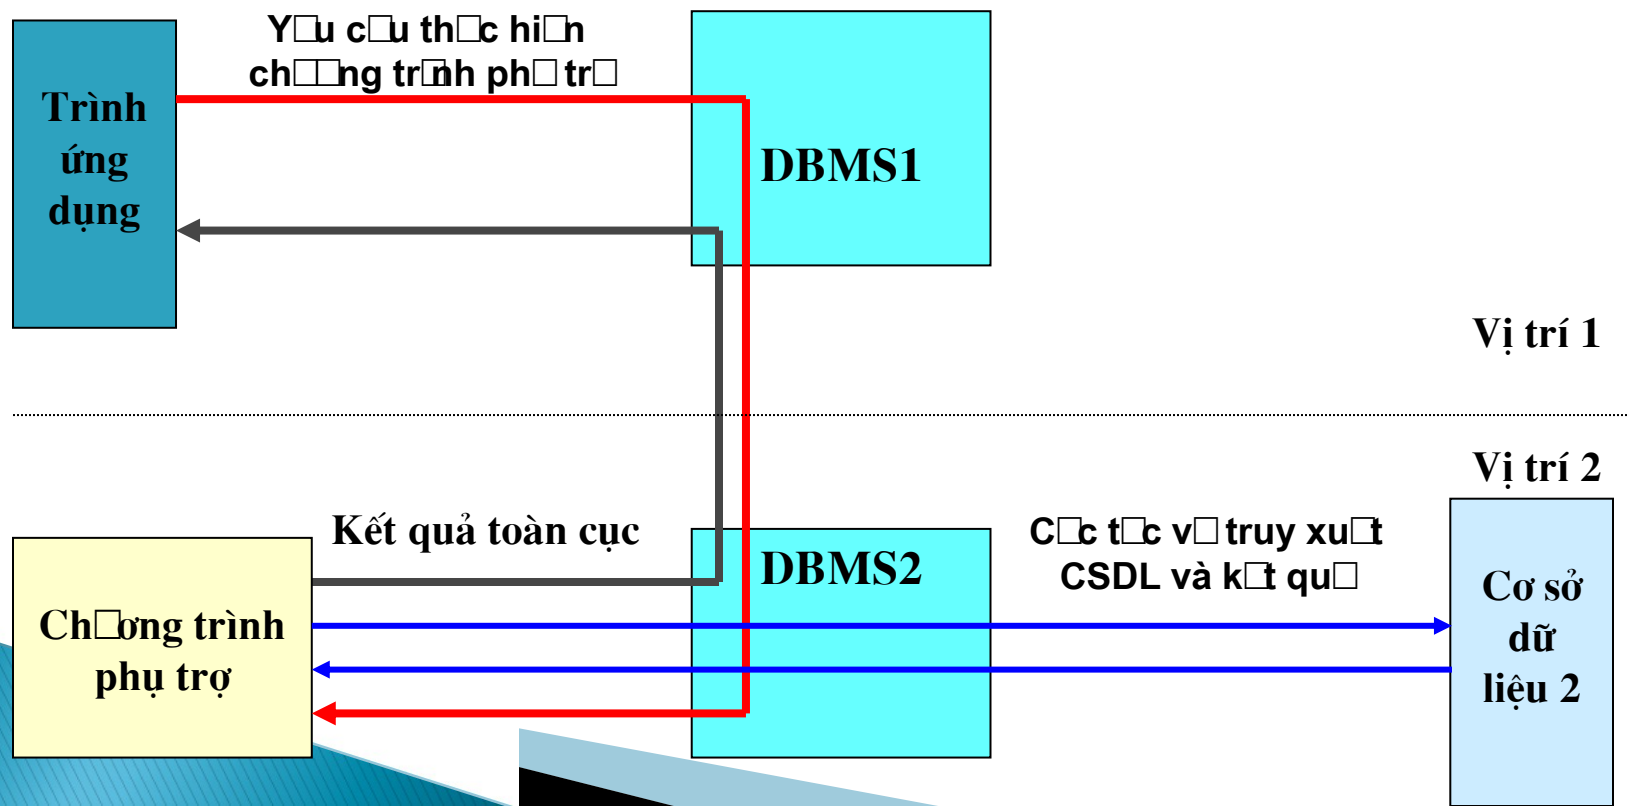 Y□u c□u th□c hi□n
ch□□ng tr□nh ph□ tr□
Trình
ứng
dụng
DBMS1
Vị trí 1
Vị trí 2
Kết quả toàn cục
DBMS2
C□c t□c v□ truy xu□t
CSDL và k□t qu□
Ch□ơng trình
phụ trợ
Cơ sở
dữ
liệu 2